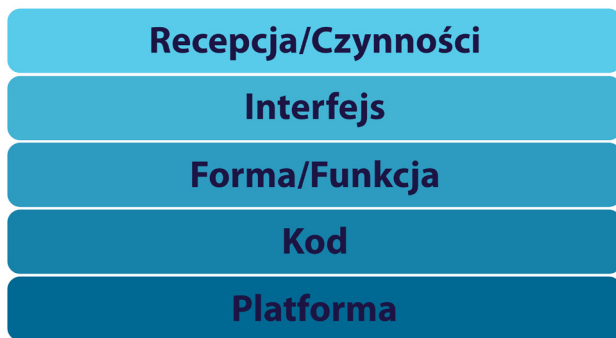 Recepcja/Czynności
Interfejs
Forma/Funkcja
Kod
Platforma